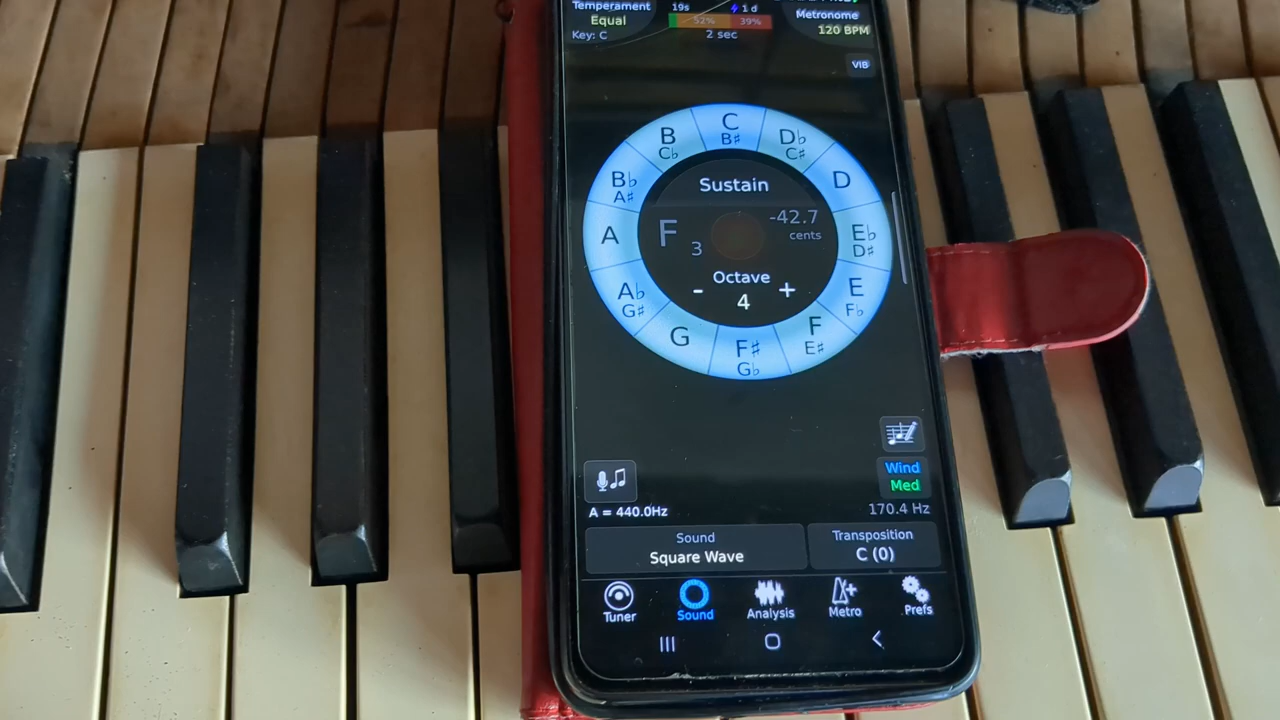 Temperament
Equal
Key: C
19s
1 d
52%
39%
2 sec
Metronome
120 BPM
VIB
C
B♯
D♭
C♯
D
E♭
D♯
E
F♭
F
E♯
F♯
G♭
G
A♭
G♯
A
B♭
A♯
B
C♭
Sustain
F 3
-42.7
cents
Octave
- 4 +
Wind
Med
A = 440.0Hz
170.4 Hz
Sound
Square Wave
Transposition
C (0)
Tuner
Sound
Analysis
Metro
Prefs